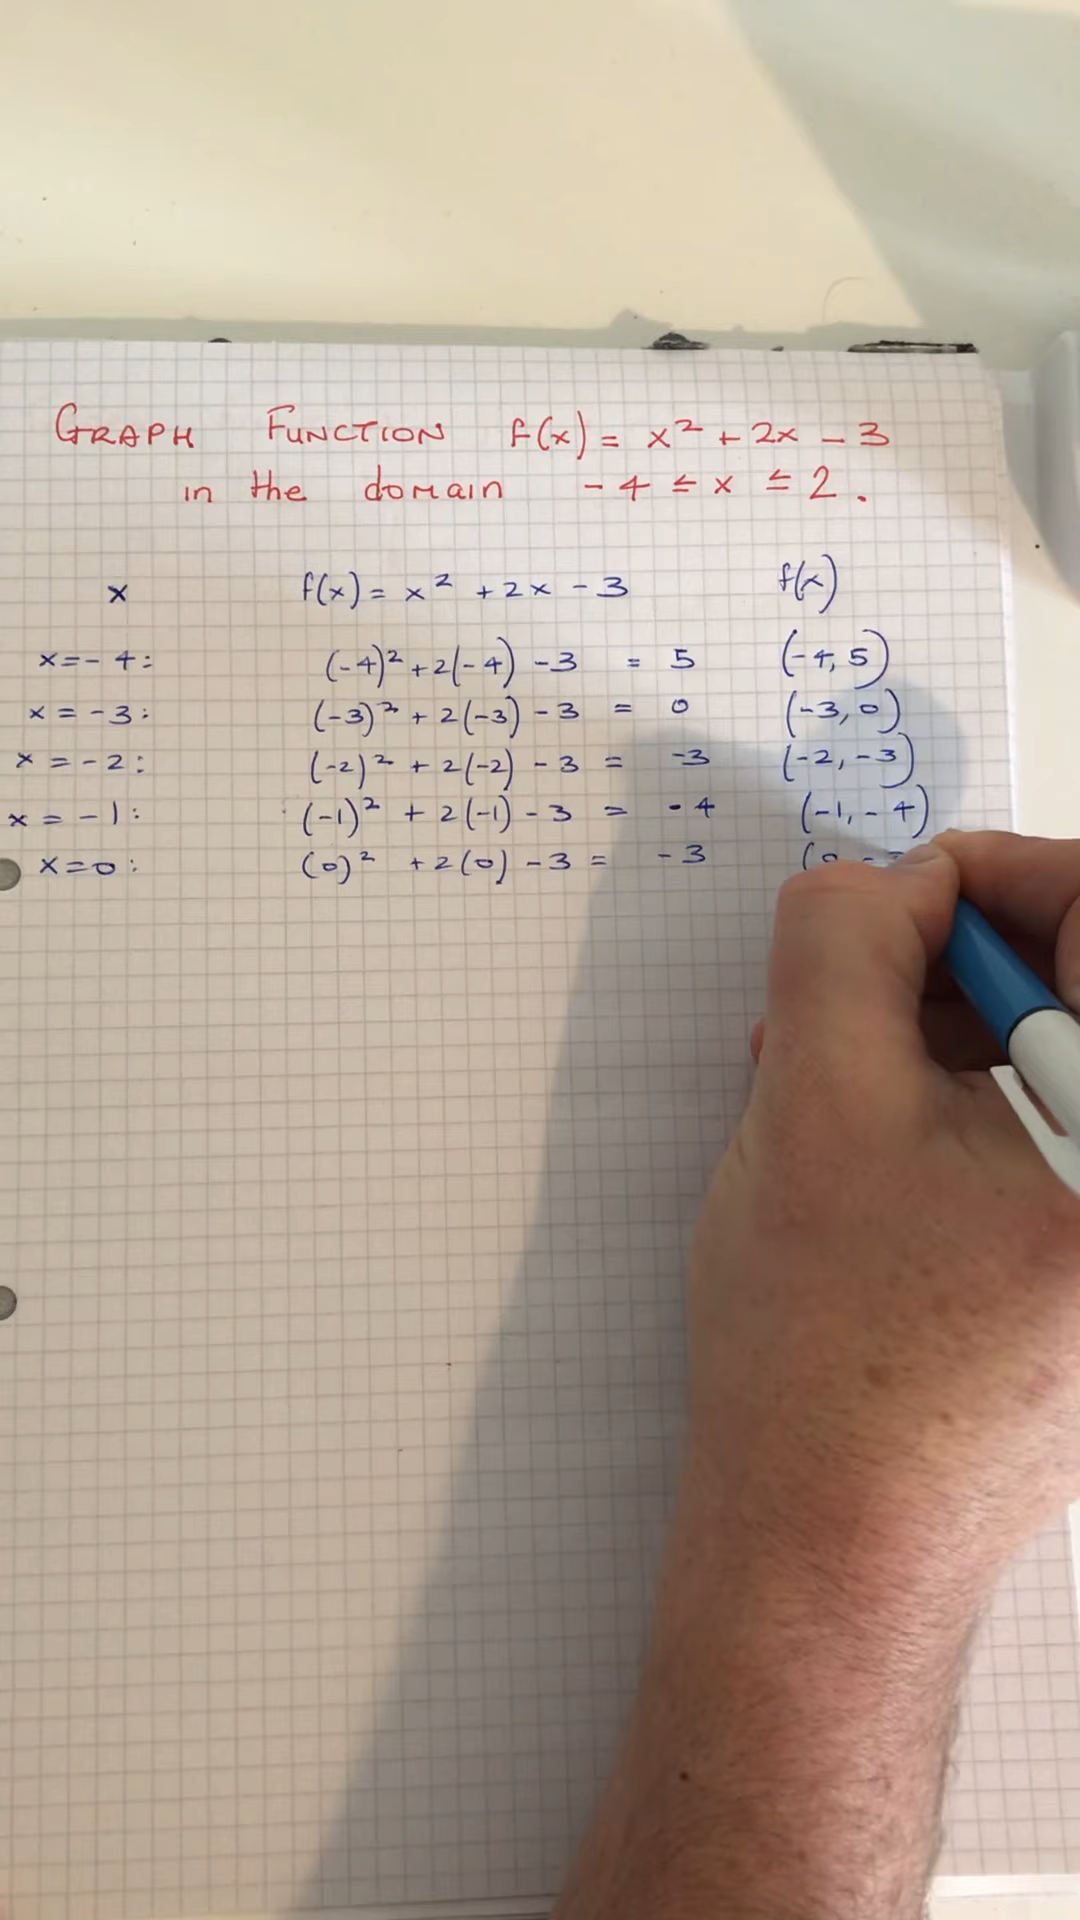 GRAPH FUNCTION f(x) = x² + 2x - 3
in the domain -4 ≤ x ≤ 2.
x f(x) = x² + 2x - 3 f(x)
x = -4: (-4)² + 2(-4) - 3 = 5 (-4, 5)
x = -3: (-3)² + 2(-3) - 3 = 0 (-3, 0)
x = -2: (-2)² + 2(-2) - 3 = -3 (-2, -3)
x = -1: (-1)² + 2(-1) - 3 = -4 (-1, -4)
x = 0: (0)² + 2(0) - 3 = -3 (0 -